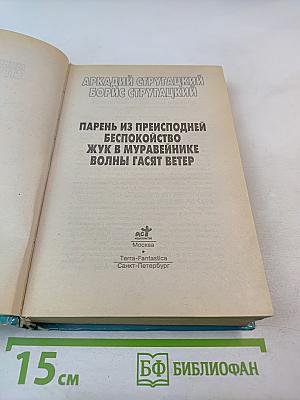 АРКАДИЙ СТРУГАЦКИЙ
БОРИС СТРУГАЦКИЙ
ПАРЕНЬ ИЗ ПРЕИСПОДНЕЙ
БЕСПОКОЙСТВО
ЖУК В МУРАВЕЙНИКЕ
ВОЛНЫ ГАСЯТ ВЕТЕР
АСТ
Москва
Terra-Fantastica
Санкт-Петербург
15 см
БФ БИБЛИОФАН